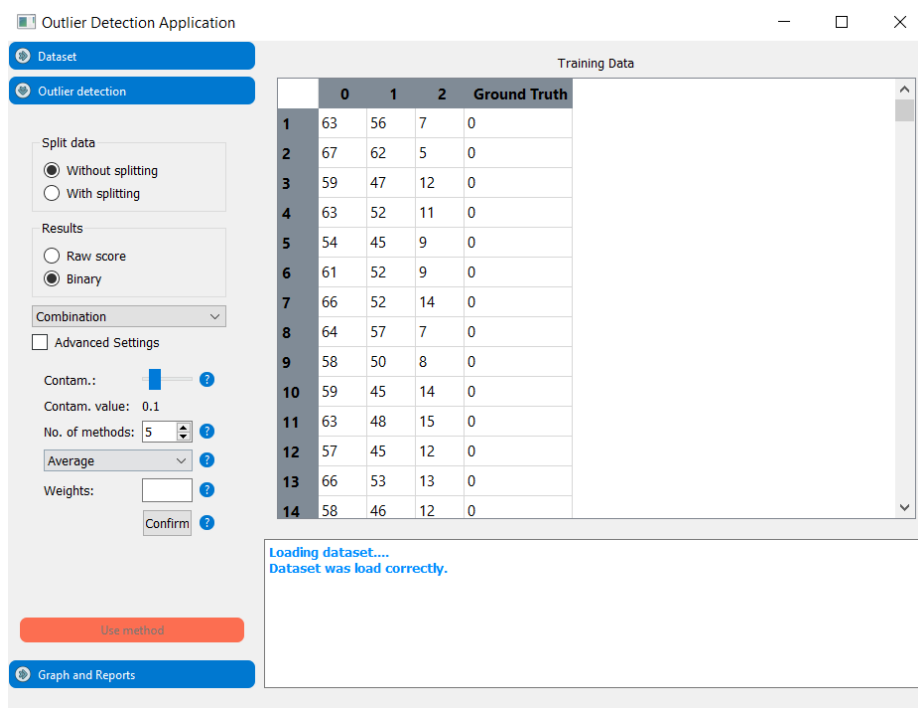 Outlier Detection Application
Dataset
Outlier detection
Split data
Without splitting
With splitting
Results
Raw score
Binary
Combination
Advanced Settings
Contam.: ?
Contam. value: 0.1
No. of methods: 5 ?
Average ?
Weights: ?
Confirm ?
Use method
Graph and Reports
Training Data
0 1 2 Ground Truth
1 63 56 7 0
2 67 62 5 0
3 59 47 12 0
4 63 52 11 0
5 54 45 9 0
6 61 52 9 0
7 66 52 14 0
8 64 57 7 0
9 58 50 8 0
10 59 45 14 0
11 63 48 15 0
12 57 45 12 0
13 66 53 13 0
14 58 46 12 0
Loading dataset....
Dataset was load correctly.